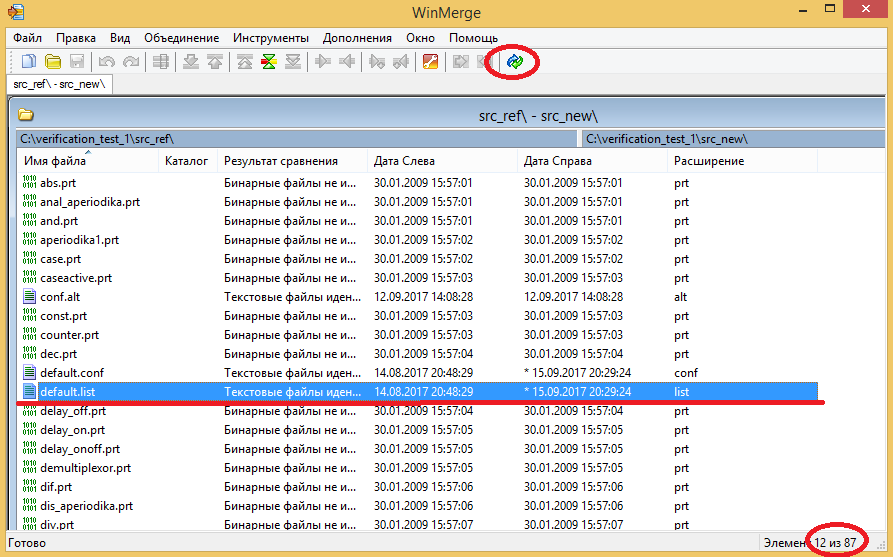 WinMerge
Файл Правка Вид Объединение Инструменты Дополнения Окно Помощь
src_ref\ - src_new\
src_ref\ - src_new\
C:\verification_test_1\src_ref\ C:\verification_test_1\src_new\
Имя файла Каталог Результат сравнения Дата Слева Дата Справа Расширение
abs.prt Бинарные файлы не и... 30.01.2009 15:57:01 30.01.2009 15:57:01 prt
anal_aperiodika.prt Бинарные файлы не и... 30.01.2009 15:57:01 30.01.2009 15:57:01 prt
and.prt Бинарные файлы не и... 30.01.2009 15:57:01 30.01.2009 15:57:01 prt
aperiodika1.prt Бинарные файлы не и... 30.01.2009 15:57:02 30.01.2009 15:57:02 prt
case.prt Бинарные файлы не и... 30.01.2009 15:57:02 30.01.2009 15:57:02 prt
caseactive.prt Бинарные файлы не и... 30.01.2009 15:57:03 30.01.2009 15:57:03 prt
conf.alt Текстовые файлы иден... 12.09.2017 14:08:28 12.09.2017 14:08:28 alt
const.prt Бинарные файлы не и... 30.01.2009 15:57:03 30.01.2009 15:57:03 prt
counter.prt Бинарные файлы не и... 30.01.2009 15:57:03 30.01.2009 15:57:03 prt
dec.prt Бинарные файлы не и... 30.01.2009 15:57:04 30.01.2009 15:57:04 prt
default.conf Текстовые файлы иден... 14.08.2017 20:48:29 * 15.09.2017 20:29:24 conf
default.list Текстовые файлы иден... 14.08.2017 20:48:29 * 15.09.2017 20:29:24 list
delay_off.prt Бинарные файлы не и... 30.01.2009 15:57:04 30.01.2009 15:57:04 prt
delay_on.prt Бинарные файлы не и... 30.01.2009 15:57:05 30.01.2009 15:57:05 prt
delay_onoff.prt Бинарные файлы не и... 30.01.2009 15:57:05 30.01.2009 15:57:05 prt
demultiplexor.prt Бинарные файлы не и... 30.01.2009 15:57:05 30.01.2009 15:57:05 prt
dif.prt Бинарные файлы не и... 30.01.2009 15:57:06 30.01.2009 15:57:06 prt
dis_aperiodika.prt Бинарные файлы не и... 30.01.2009 15:57:06 30.01.2009 15:57:06 prt
div.prt Бинарные файлы не и... 30.01.2009 15:57:07 30.01.2009 15:57:07 prt
Готово Элемент 12 из 87